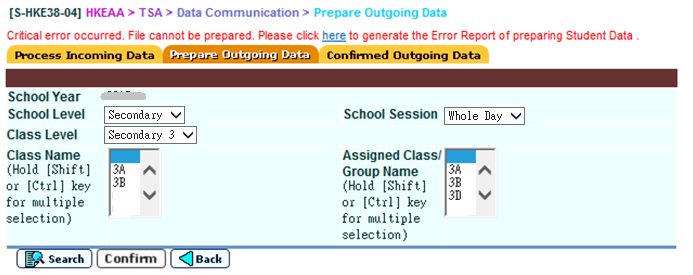 [S-HKE38-04] HKEAA > TSA > Data Communication > Prepare Outgoing Data
Critical error occurred. File cannot be prepared. Please click here to generate the Error Report of preparing Student Data .
Process Incoming Data Prepare Outgoing Data Confirmed Outgoing Data
School Year
School Level Secondary School Session Whole Day
Class Level Secondary 3
Class Name
(Hold [Shift]
or [Ctrl] key
for multiple
selection)
3A
3B
Assigned Class/
Group Name
(Hold [Shift]
or [Ctrl] key
for multiple
selection)
3A
3B
3D
Search Confirm Back